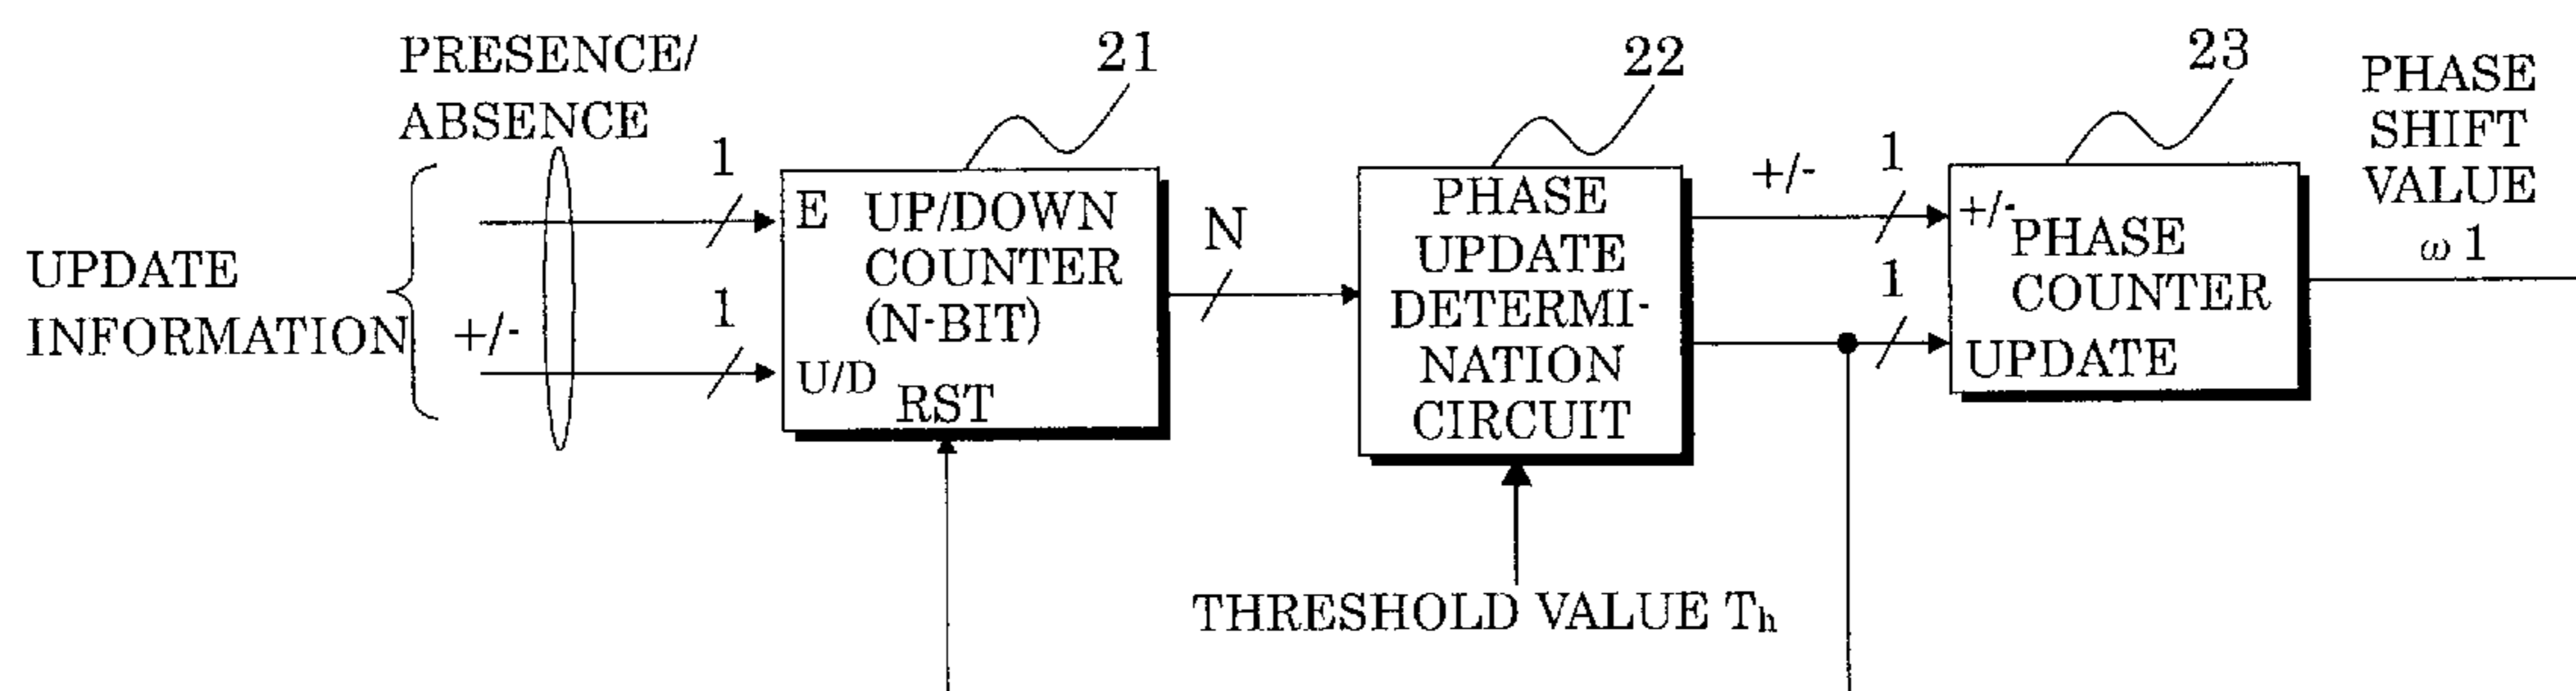 PRESENCE/
ABSENCE
UPDATE
INFORMATION
+/-
1
1
21
E
UP/DOWN
COUNTER
(N-BIT)
U/D
RST
N
22
PHASE
UPDATE
DETERMI-
NATION
CIRCUIT
THRESHOLD VALUE Th
+/-
1
1
23
+/-
PHASE
COUNTER
UPDATE
PHASE
SHIFT
VALUE
ω 1